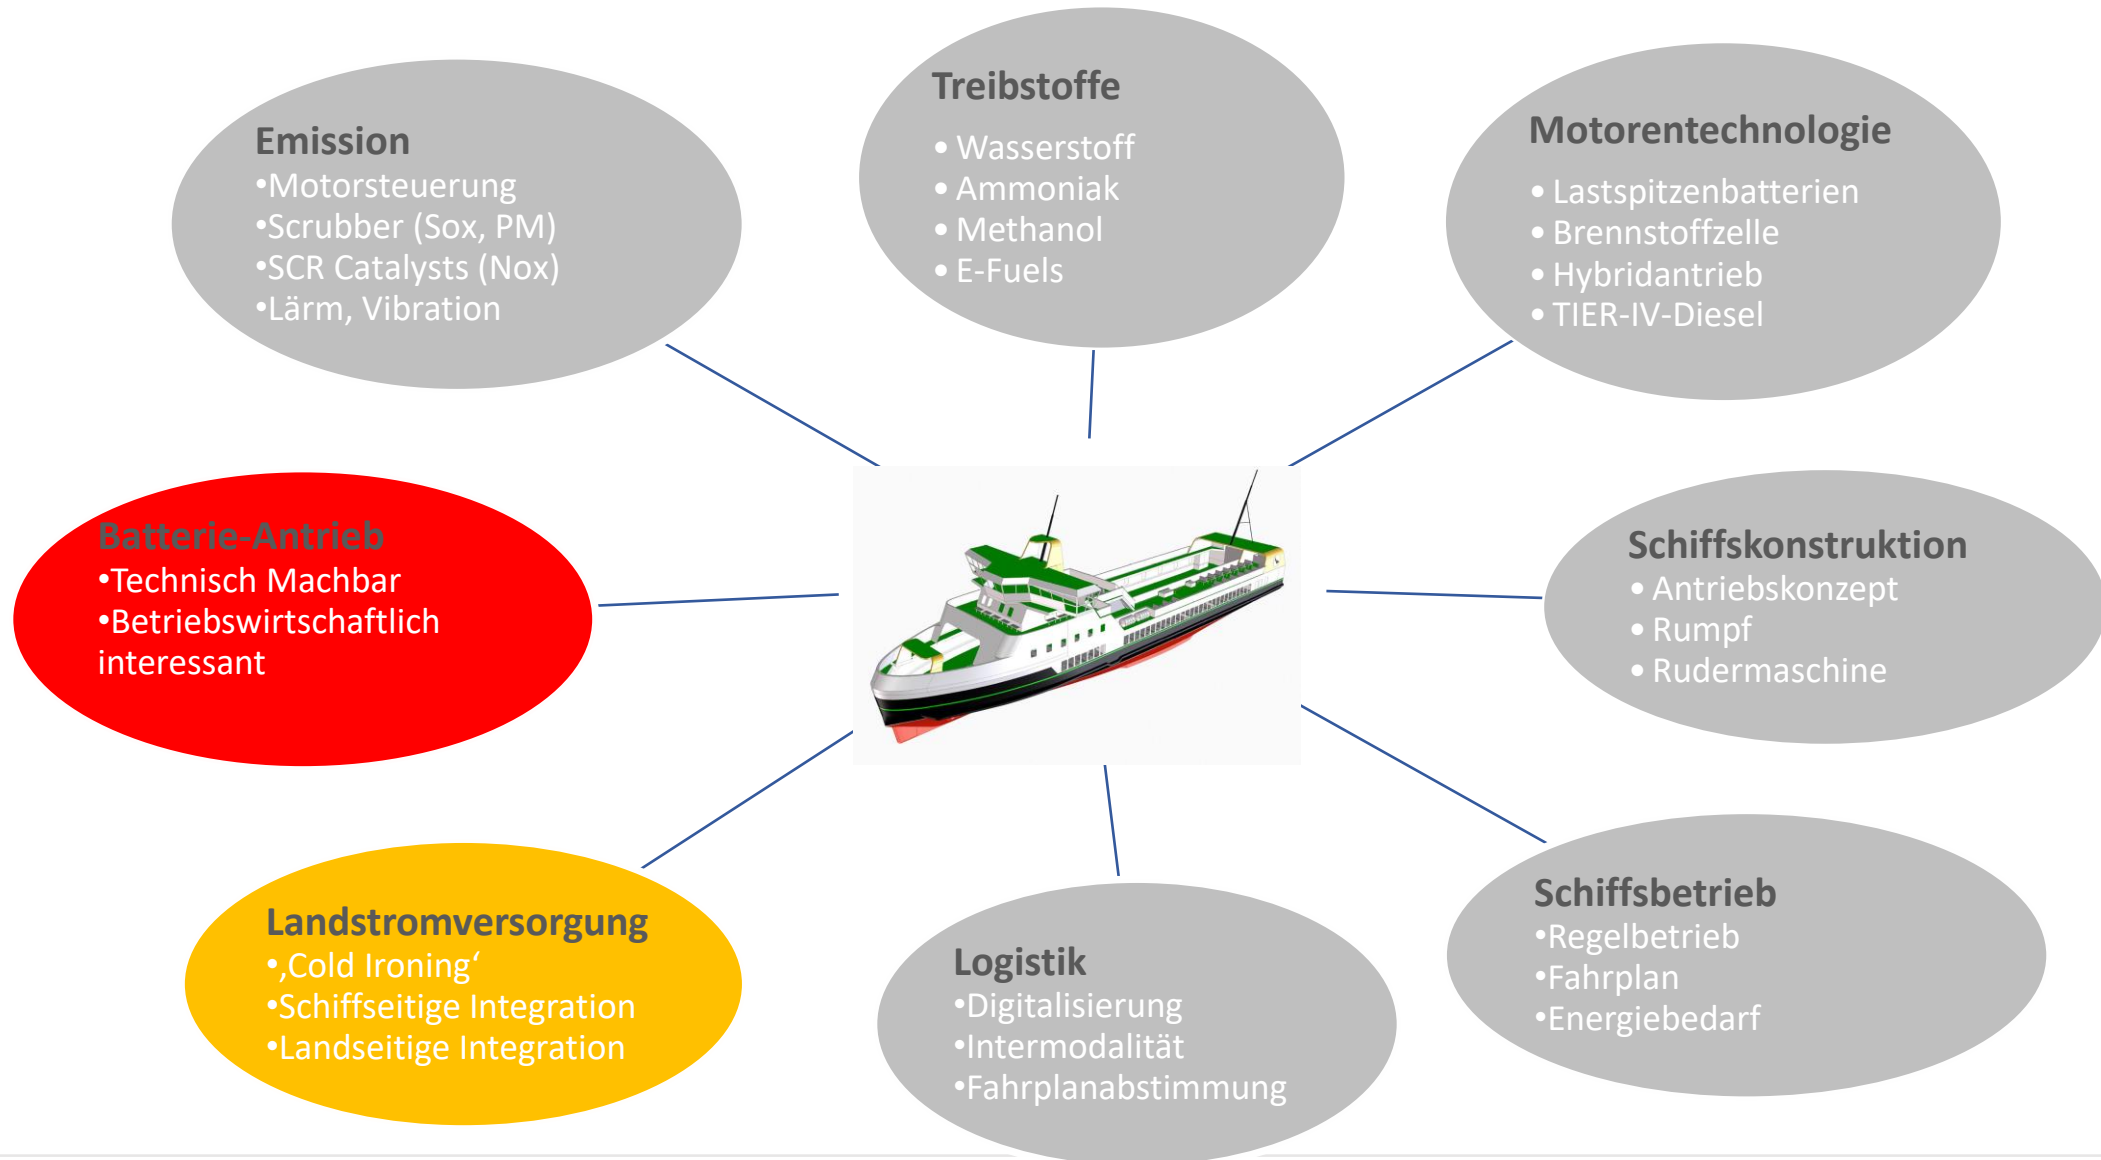 Emission
•Motorsteuerung
•Scrubber (Sox, PM)
•SCR Catalysts (Nox)
•Lärm, Vibration
Treibstoffe
• Wasserstoff
• Ammoniak
• Methanol
• E-Fuels
Motorentechnologie
• Lastspitzenbatterien
• Brennstoffzelle
• Hybridantrieb
• TIER-IV-Diesel
Batterie-Antrieb
•Technisch Machbar
•Betriebswirtschaftlich
interessant
Schiffskonstruktion
• Antriebskonzept
• Rumpf
• Rudermaschine
Landstromversorgung
•‚Cold Ironing‘
•Schiffseitige Integration
•Landseitige Integration
Logistik
•Digitalisierung
•Intermodalität
•Fahrplanabstimmung
Schiffsbetrieb
•Regelbetrieb
•Fahrplan
•Energiebedarf